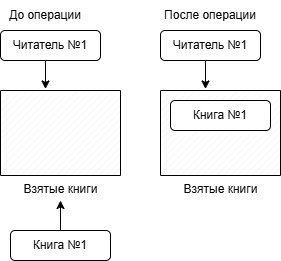 До операции
Читатель №1
Взятые книги
Книга №1
После операции
Читатель №1
Книга №1
Взятые книги